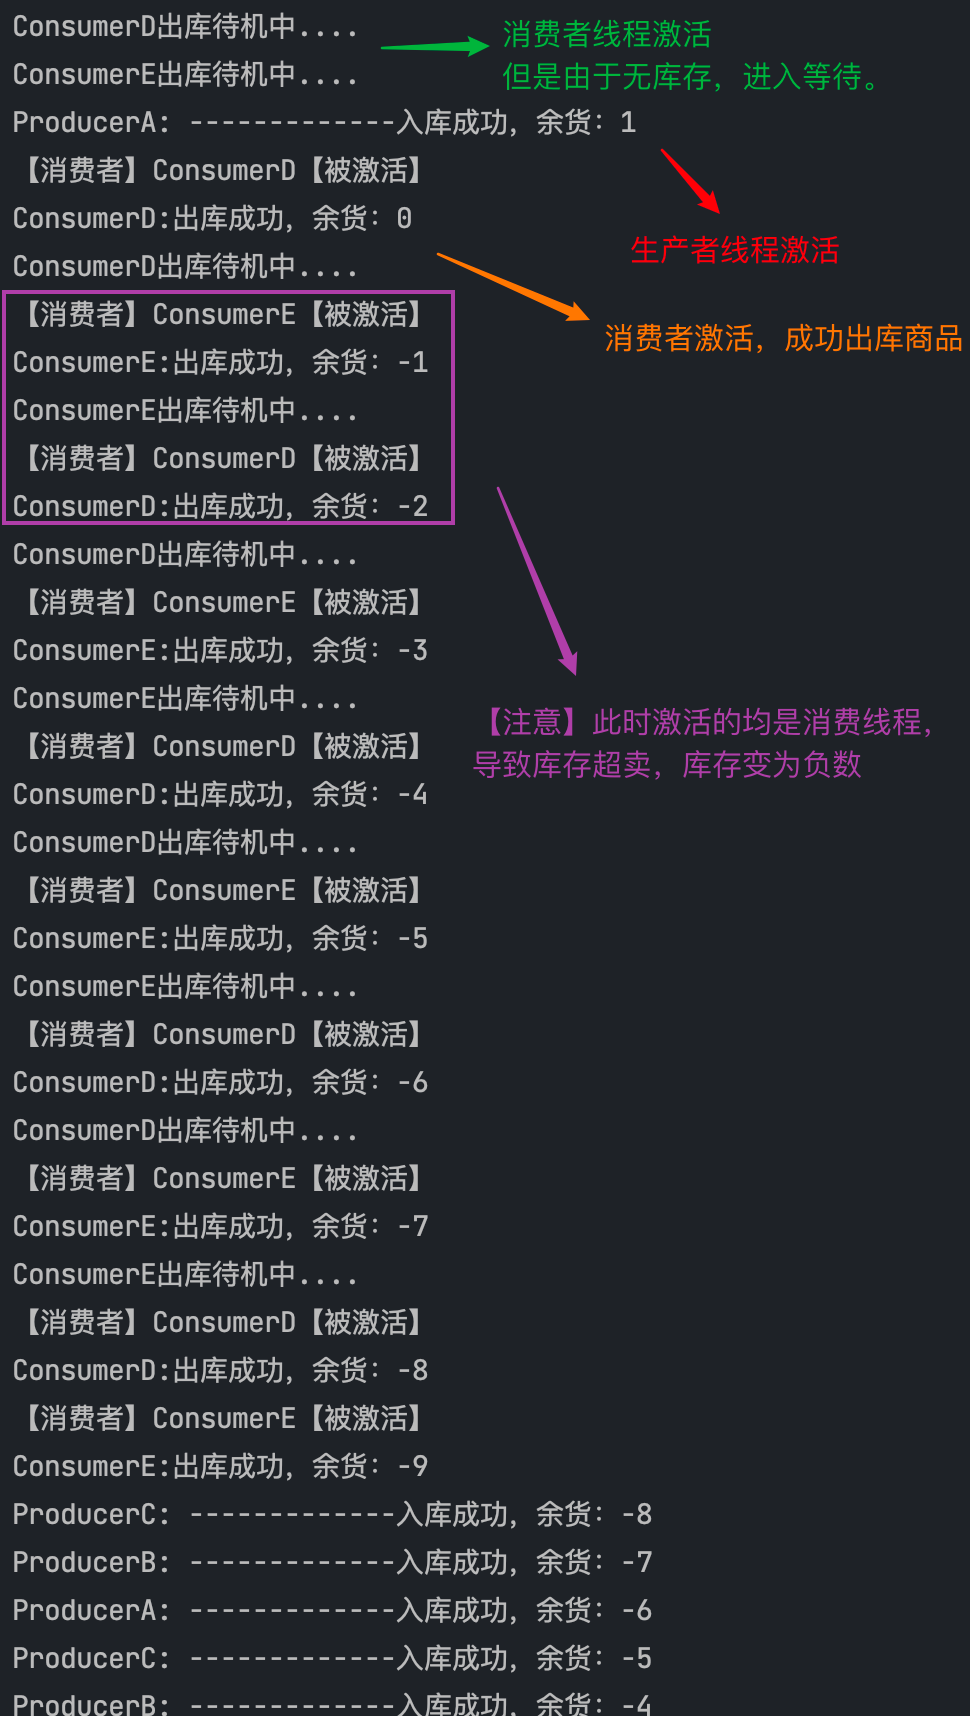 ConsumerD出库待机中....
消费者线程激活
ConsumerE出库待机中....
但是由于无库存，进入等待。
ProducerA: -------------入库成功，余货：1
【消费者】ConsumerD【被激活】
ConsumerD:出库成功，余货：0
生产者线程激活
ConsumerD出库待机中....
【消费者】ConsumerE【被激活】
消费者激活，成功出库商品
ConsumerE:出库成功，余货：-1
ConsumerE出库待机中....
【消费者】ConsumerD【被激活】
ConsumerD:出库成功，余货：-2
ConsumerD出库待机中....
【消费者】ConsumerE【被激活】
ConsumerE:出库成功，余货：-3
ConsumerE出库待机中....
【注意】此时激活的均是消费线程，
【消费者】ConsumerD【被激活】
导致库存超卖，库存变为负数
ConsumerD:出库成功，余货：-4
ConsumerD出库待机中....
【消费者】ConsumerE【被激活】
ConsumerE:出库成功，余货：-5
ConsumerE出库待机中....
【消费者】ConsumerD【被激活】
ConsumerD:出库成功，余货：-6
ConsumerD出库待机中....
【消费者】ConsumerE【被激活】
ConsumerE:出库成功，余货：-7
ConsumerE出库待机中....
【消费者】ConsumerD【被激活】
ConsumerD:出库成功，余货：-8
【消费者】ConsumerE【被激活】
ConsumerE:出库成功，余货：-9
ProducerC: -------------入库成功，余货：-8
ProducerB: -------------入库成功，余货：-7
ProducerA: -------------入库成功，余货：-6
ProducerC: -------------入库成功，余货：-5
ProducerB: -------------入库成功，余货：-4